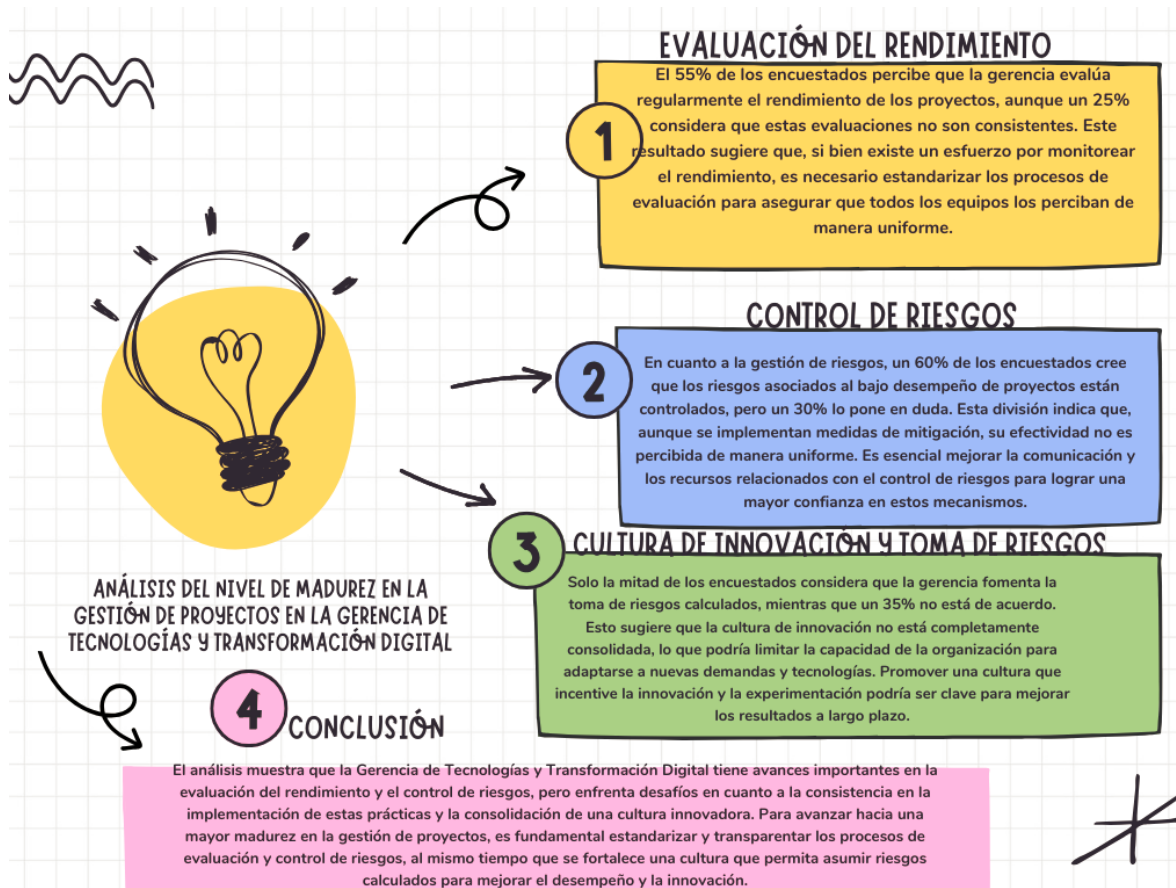 EVALUACIÓN DEL RENDIMIENTO
El 55% de los encuestados percibe que la gerencia evalúa
regularmente el rendimiento de los proyectos, aunque un 25%
considera que estas evaluaciones no son consistentes. Este
resultado sugiere que, si bien existe un esfuerzo por monitorear
el rendimiento, es necesario estandarizar los procesos de
evaluación para asegurar que todos los equipos los perciban de
manera uniforme.
1
CONTROL DE RIESGOS
2
En cuanto a la gestión de riesgos, un 60% de los encuestados cree
que los riesgos asociados al bajo desempeño de proyectos están
controlados, pero un 30% lo pone en duda. Esta división indica que,
aunque se implementan medidas de mitigación, su efectividad no es
percibida de manera uniforme. Es esencial mejorar la comunicación y
los recursos relacionados con el control de riesgos para lograr una
mayor confianza en estos mecanismos.
3
CULTURA DE INNOVACIÓN Y TOMA DE RIESGOS
Solo la mitad de los encuestados considera que la gerencia fomenta la
toma de riesgos calculados, mientras que un 35% no está de acuerdo.
Esto sugiere que la cultura de innovación no está completamente
consolidada, lo que podría limitar la capacidad de la organización para
adaptarse a nuevas demandas y tecnologías. Promover una cultura que
incentive la innovación y la experimentación podría ser clave para mejorar
los resultados a largo plazo.
ANÁLISIS DEL NIVEL DE MADUREZ EN LA
GESTIÓN DE PROYECTOS EN LA GERENCIA DE
TECNOLOGÍAS Y TRANSFORMACIÓN DIGITAL
4
CONCLUSIÓN
El análisis muestra que la Gerencia de Tecnologías y Transformación Digital tiene avances importantes en la
evaluación del rendimiento y el control de riesgos, pero enfrenta desafíos en cuanto a la consistencia en la
implementación de estas prácticas y la consolidación de una cultura innovadora. Para avanzar hacia una
mayor madurez en la gestión de proyectos, es fundamental estandarizar y transparentar los procesos de
evaluación y control de riesgos, al mismo tiempo que se fortalece una cultura que permita asumir riesgos
calculados para mejorar el desempeño y la innovación.